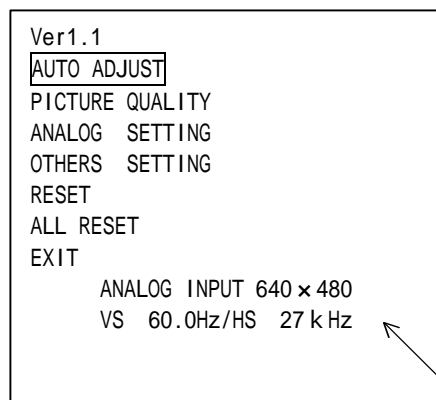 Ver1.1
AUTO ADJUST
PICTURE QUALITY
ANALOG SETTING
OTHERS SETTING
RESET
ALL RESET
EXIT
ANALOG INPUT 640×480
VS 60.0Hz/HS 27kHz